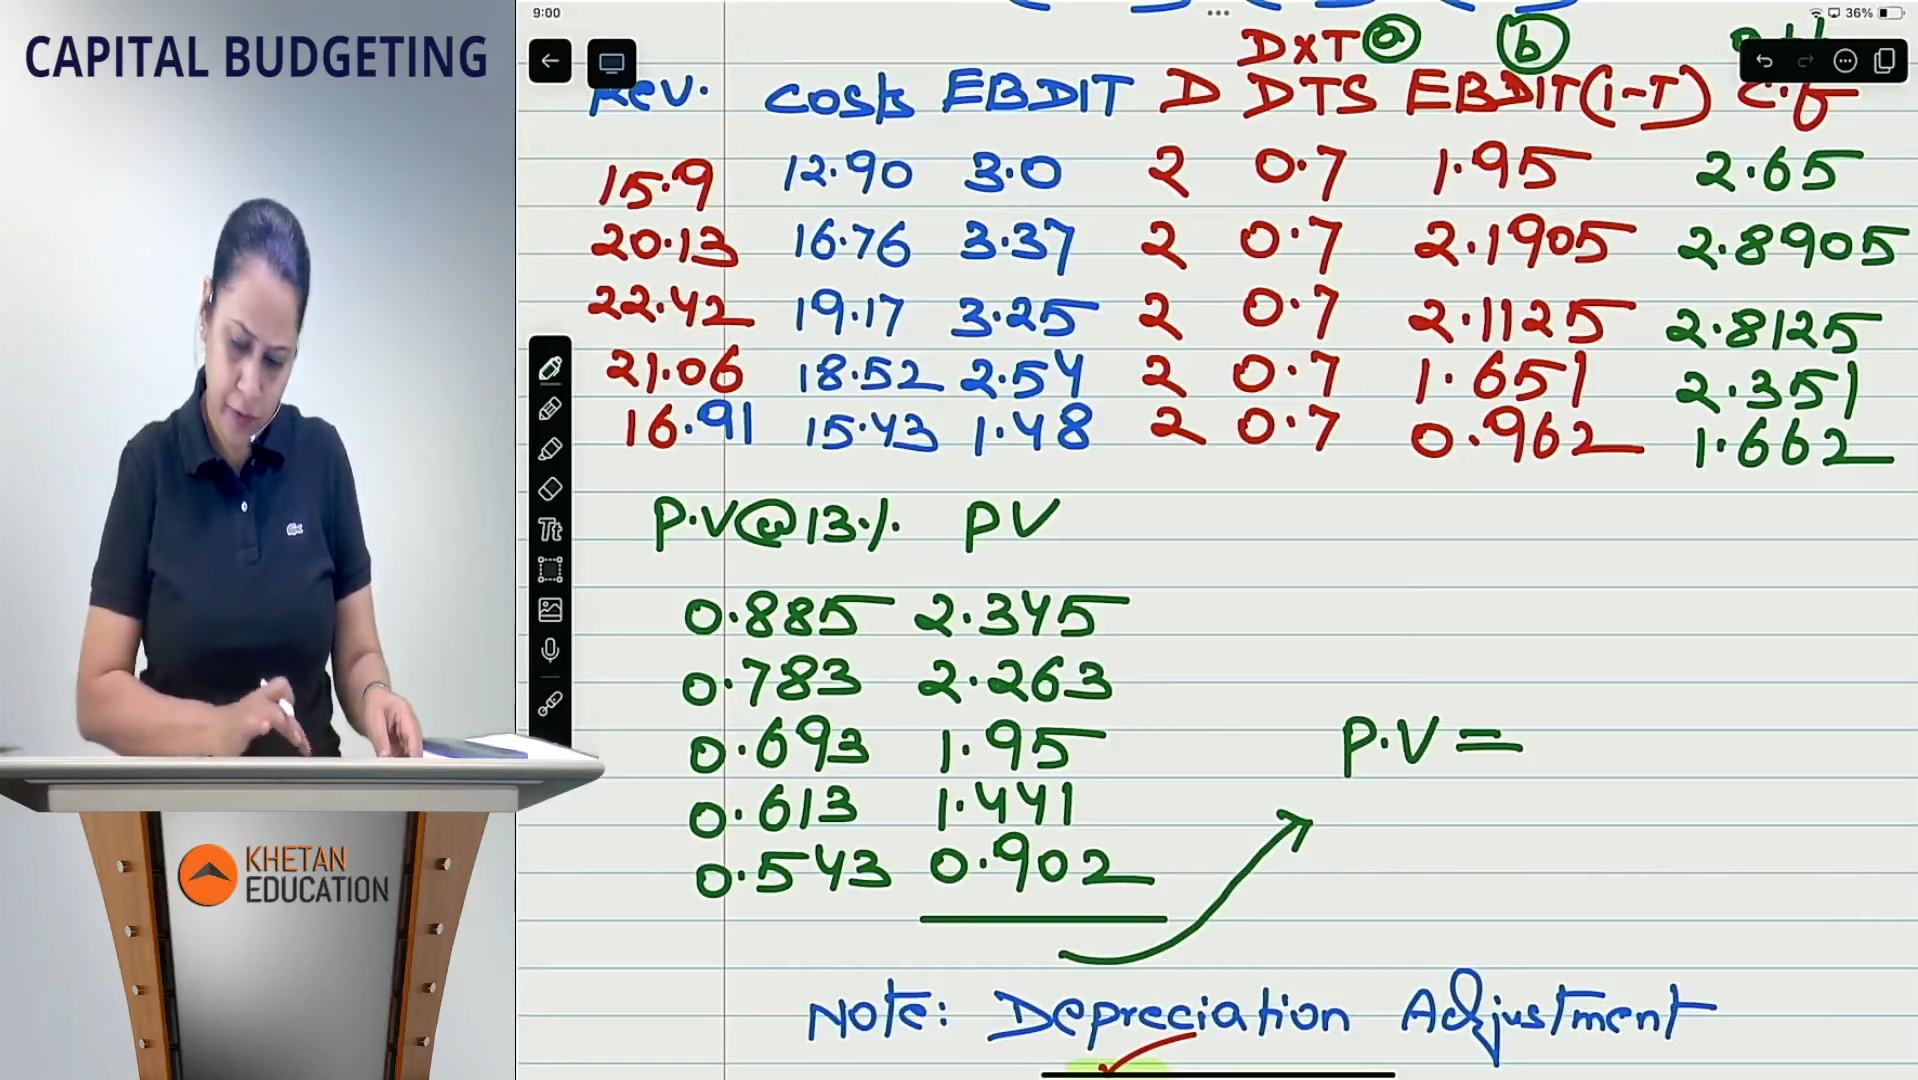 CAPITAL BUDGETING
9:00
36%
D×T ⓐ ⓑ
Rev. Costs EBDIT D DTS EBDIT(1-T) C.f
15.9 12.90 3.0 2 0.7 1.95 2.65
20.13 16.76 3.37 2 0.7 2.1905 2.8905
22.42 19.17 3.25 2 0.7 2.1125 2.8125
21.06 18.52 2.54 2 0.7 1.651 2.351
16.91 15.43 1.48 2 0.7 0.962 1.662
P.V@13% PV
0.885 2.345
0.783 2.263
0.693 1.95
0.613 1.441
0.543 0.902
P.V =
Note: Depreciation Adjustment
Tt
KHETAN
EDUCATION